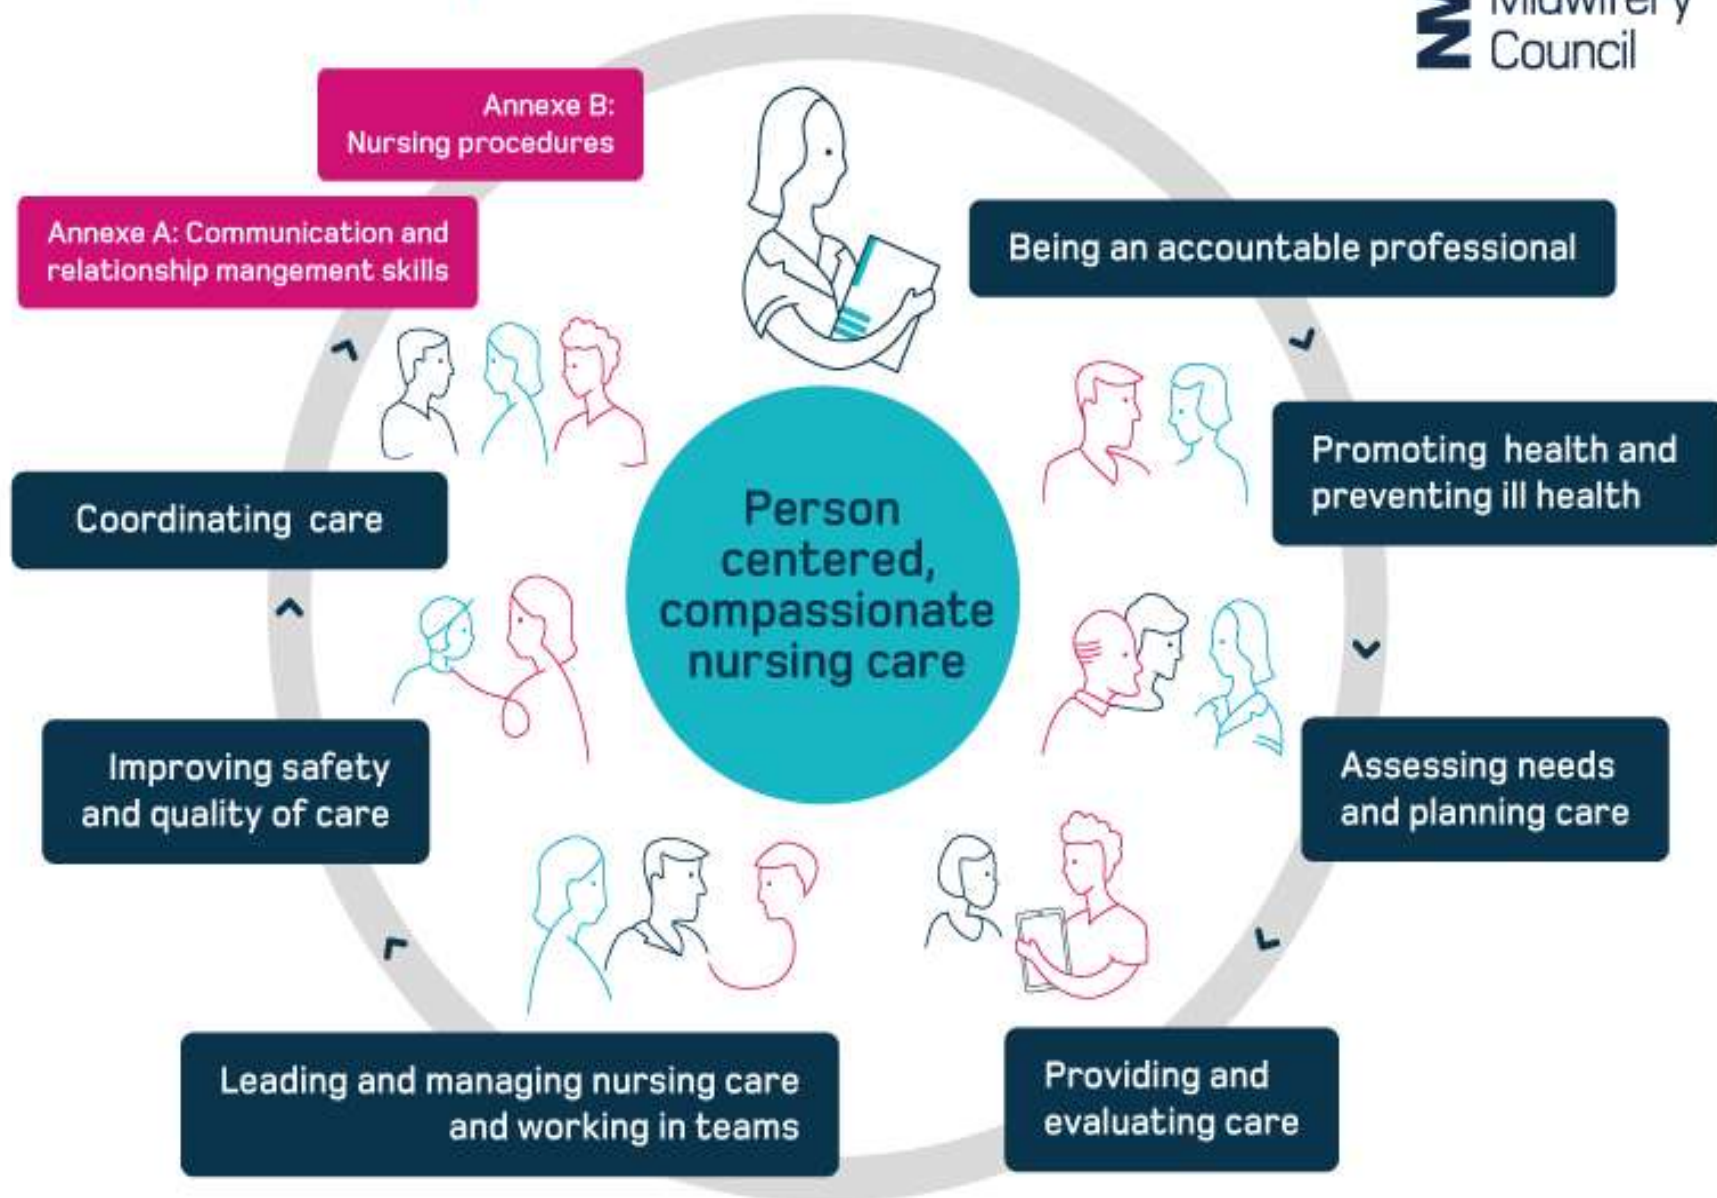 Midwifery
Council
Annexe B:
Nursing procedures
Annexe A: Communication and
relationship mangement skills
Being an accountable professional
Promoting health and
preventing ill health
Coordinating care
Person
centered,
compassionate
nursing care
Improving safety
and quality of care
Assessing needs
and planning care
Leading and managing nursing care
and working in teams
Providing and
evaluating care